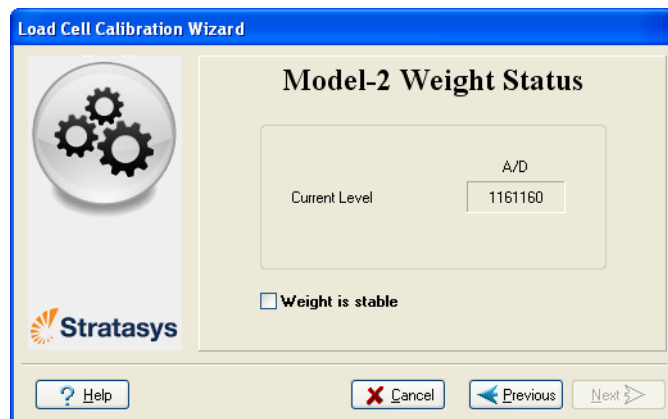 Load Cell Calibration Wizard
Model-2 Weight Status
A/D
Current Level 1161160
Weight is stable
Stratasys
? Help Cancel Previous Next